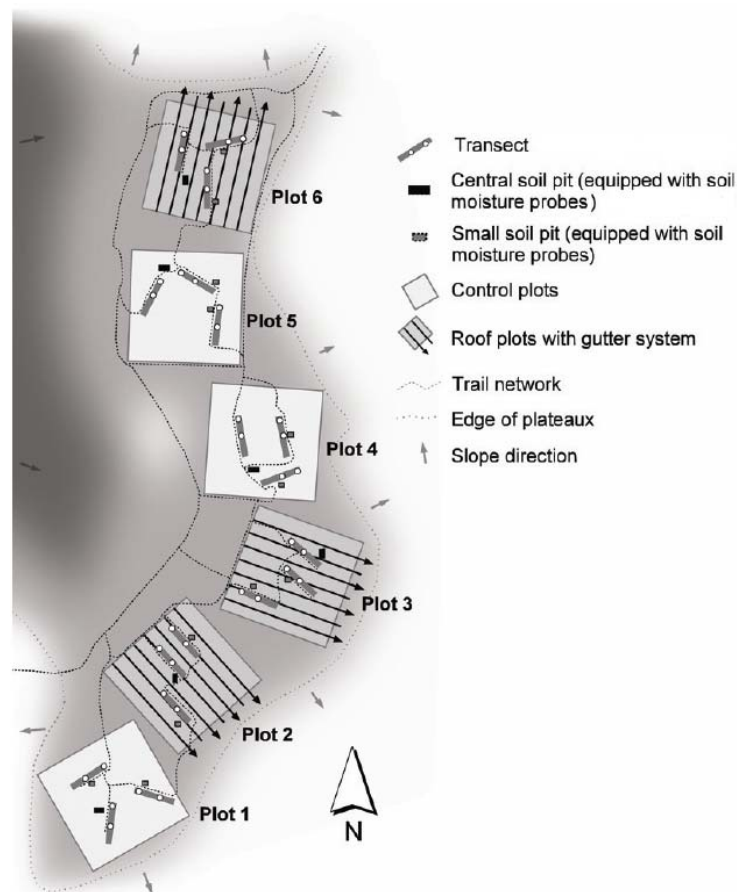 Plot 6
Plot 5
Plot 4
Plot 3
Plot 2
Plot 1
N
Transect
Central soil pit (equipped with soil
moisture probes)
Small soil pit (equipped with soil
moisture probes)
Control plots
Roof plots with gutter system
Trail network
Edge of plateaux
Slope direction